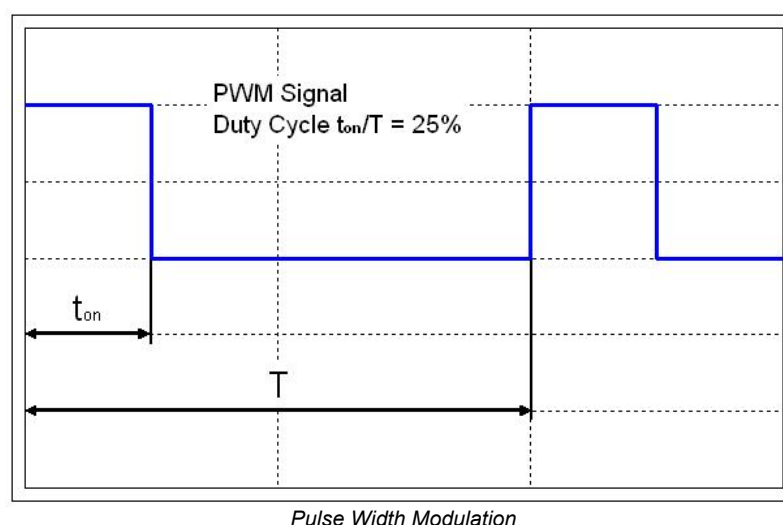 PWM Signal
Duty Cycle ton/T = 25%
ton
T
Pulse Width Modulation